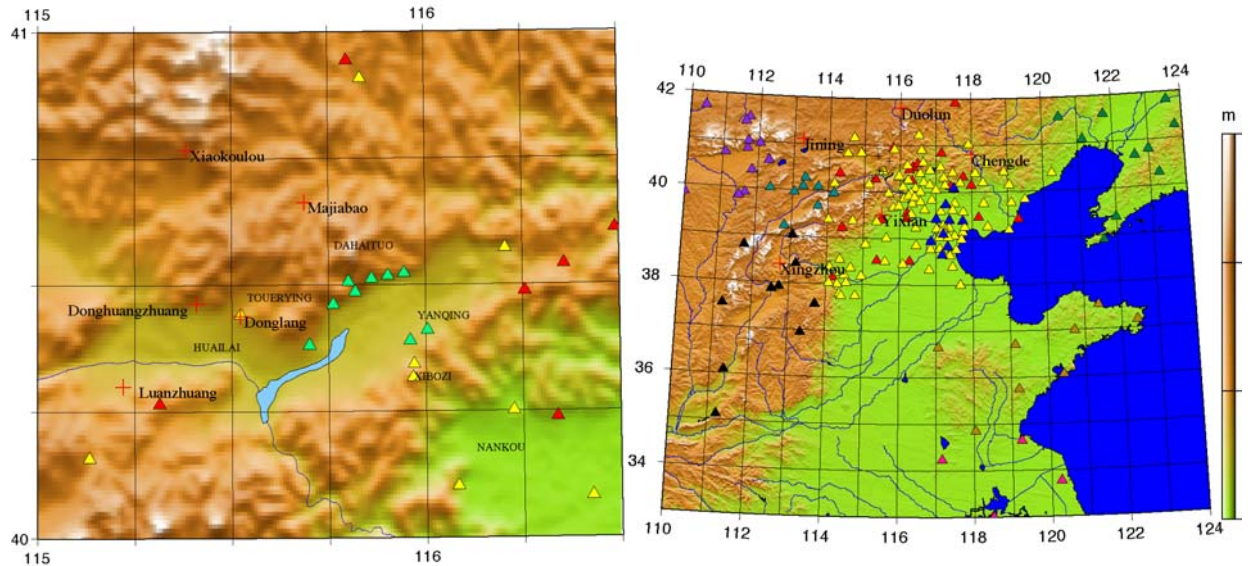 115
116
41
Xiaokoulou
Majiabao
DAHAITUO
TOUERYING
Donghuangzhuang
Donglang
YANQING
HUAILAI
XIBOZI
Luanzhuang
NANKOU
40
115
116
110
112
114
116
118
120
122
124
m
42
Duolun
Jining
Chengde
40
Yixian
38
Xingzhou
36
34
110
112
114
116
118
120
122
124